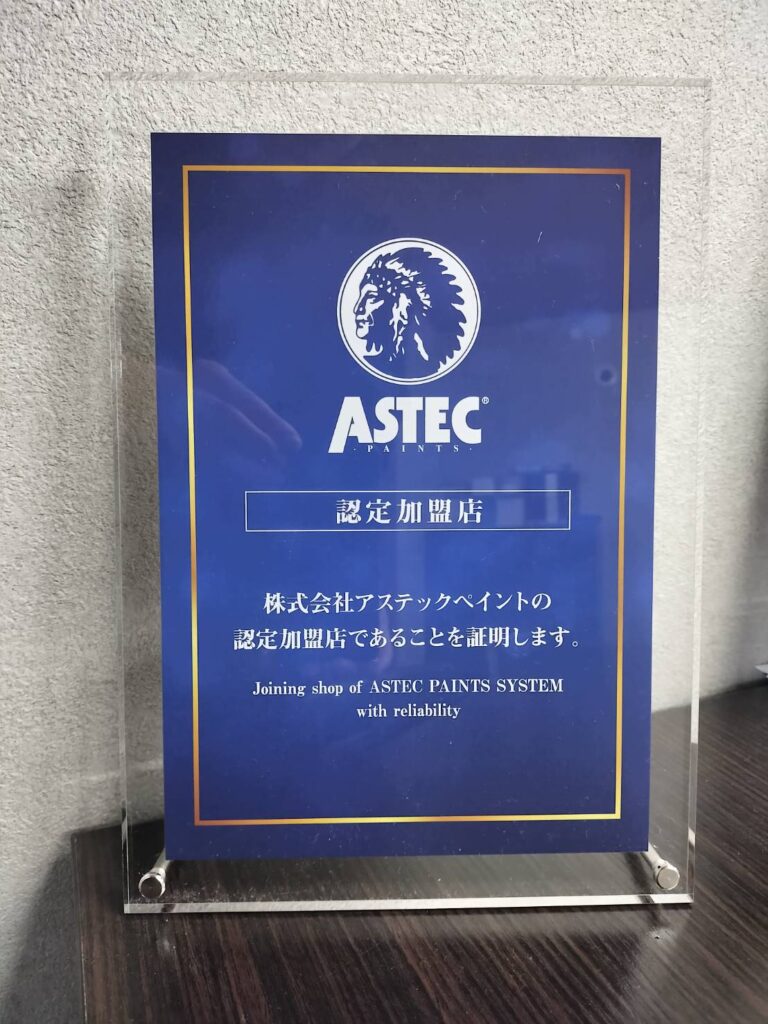 ASTEC®
·PAINTS·
認定加盟店
株式会社アステックペイントの
認定加盟店であることを証明します。
Joining shop of ASTEC PAINTS SYSTEM
with reliability